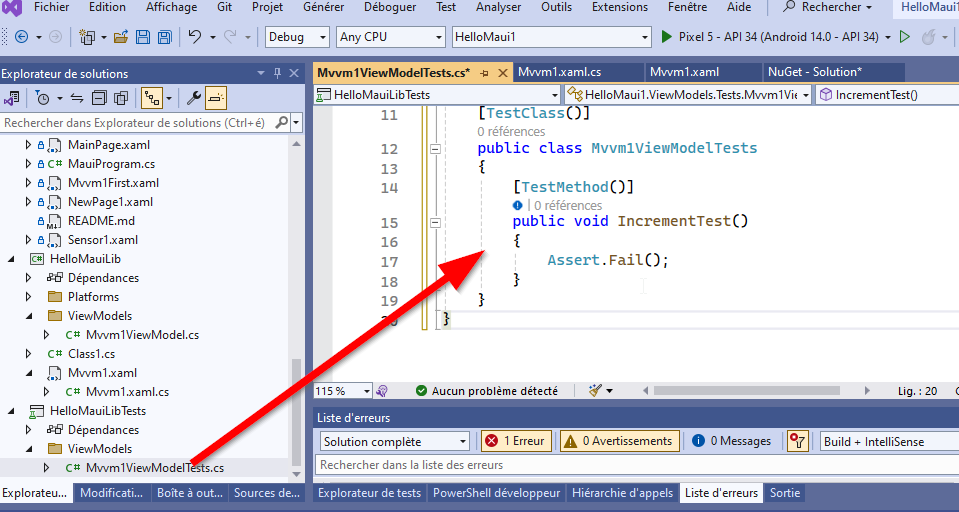 Fichier Edition Affichage Git Projet Générer Déboguer Test Analyser Outils Extensions Fenêtre Aide Rechercher HelloMaui1
Debug Any CPU HelloMaui1 Pixel 5 - API 34 (Android 14.0 - API 34)
Explorateur de solutions
Rechercher dans Explorateur de solutions (Ctrl+é)
MainPage.xaml
C# MauiProgram.cs
Mvvm1First.xaml
NewPage1.xaml
README.md
Sensor1.xaml
HelloMauiLib
Dépendances
Platforms
ViewModels
C# Mvvm1ViewModel.cs
C# Class1.cs
Mvvm1.xaml
C# Mvvm1.xaml.cs
HelloMauiLibTests
Dépendances
ViewModels
C# Mvvm1ViewModelTests.cs
Explorateu... Modificati... Boîte à out... Sources de...
Mvvm1ViewModelTests.cs* Mvvm1.xaml.cs Mvvm1.xaml NuGet - Solution*
HelloMauiLibTests HelloMaui1.ViewModels.Tests.Mvvm1Vie IncrementTest()
11 [TestClass()]
0 références
12 public class Mvvm1ViewModelTests
13 {
14 [TestMethod()]
| 0 références
15 public void IncrementTest()
16 {
17 Assert.Fail();
18 }
19 }
20 }
115 % Aucun problème détecté Lig. : 20
Liste d'erreurs
Solution complète 1 Erreur 0 Avertissements 0 Messages Build + IntelliSense
Rechercher dans la liste des erreurs
Explorateur de tests PowerShell développeur Hiérarchie d'appels Liste d'erreurs Sortie